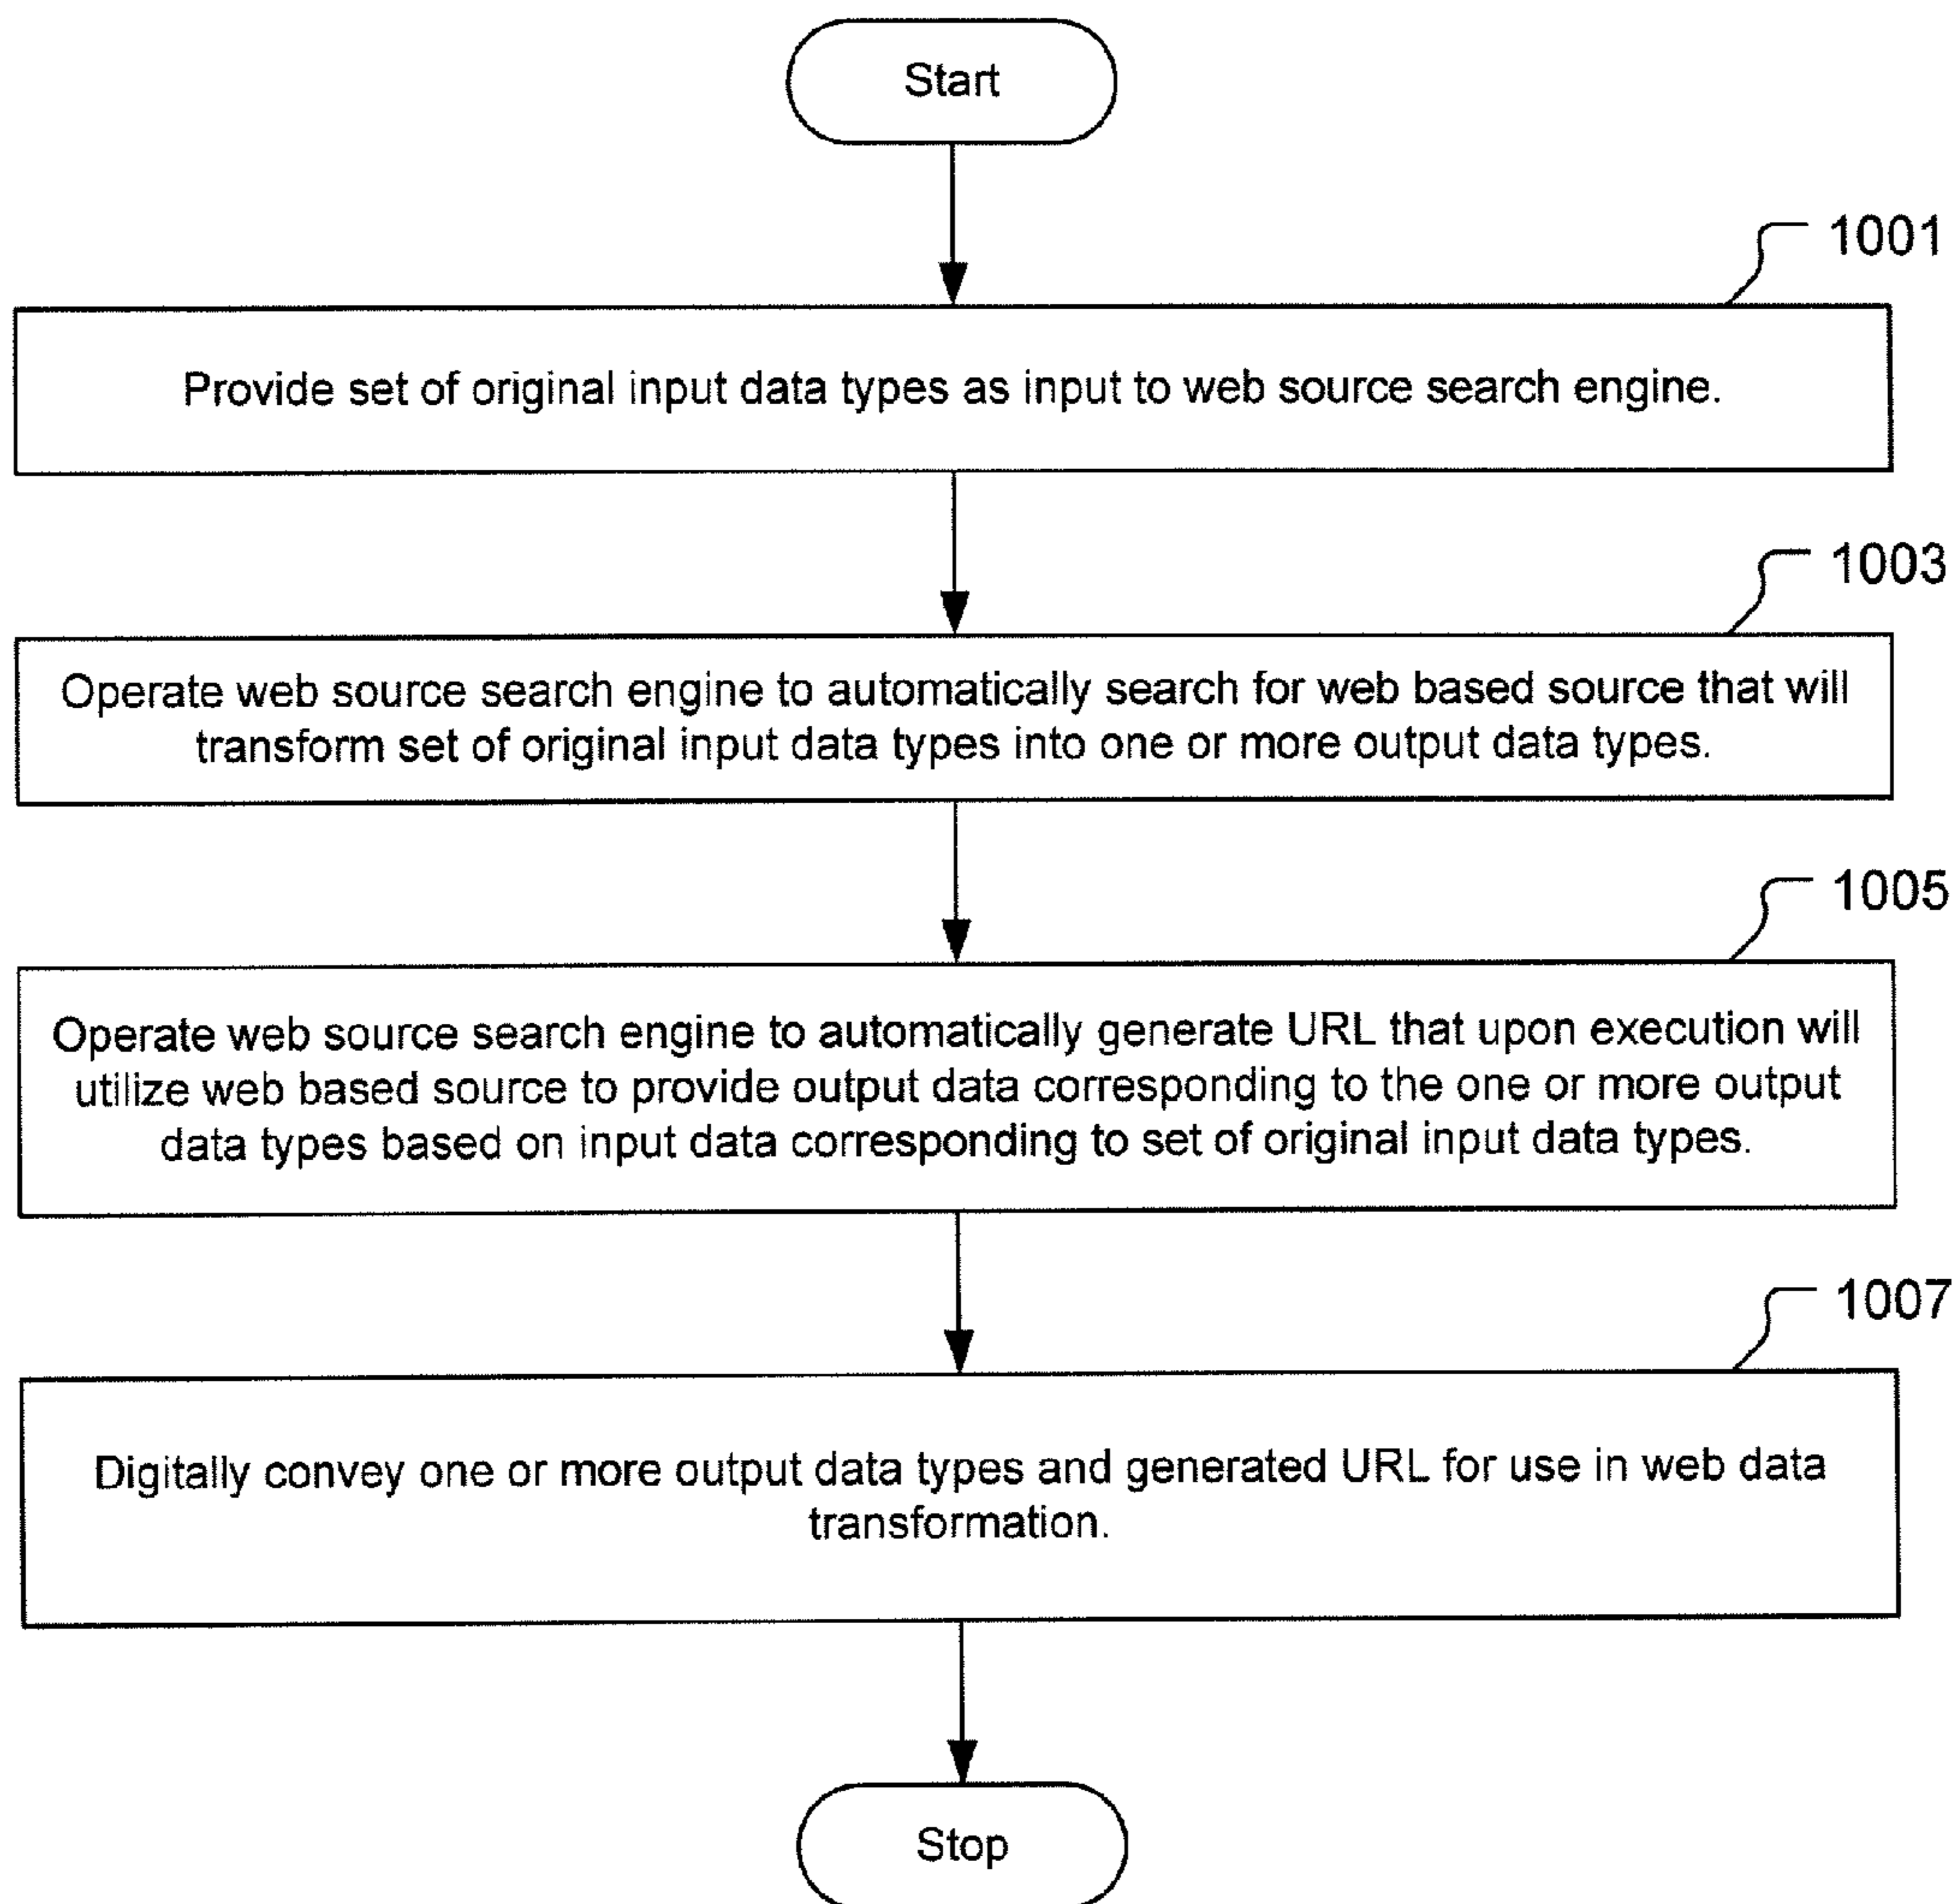 Start
1001
Provide set of original input data types as input to web source search engine.
1003
Operate web source search engine to automatically search for web based source that will
transform set of original input data types into one or more output data types.
1005
Operate web source search engine to automatically generate URL that upon execution will
utilize web based source to provide output data corresponding to the one or more output
data types based on input data corresponding to set of original input data types.
1007
Digitally convey one or more output data types and generated URL for use in web data
transformation.
Stop